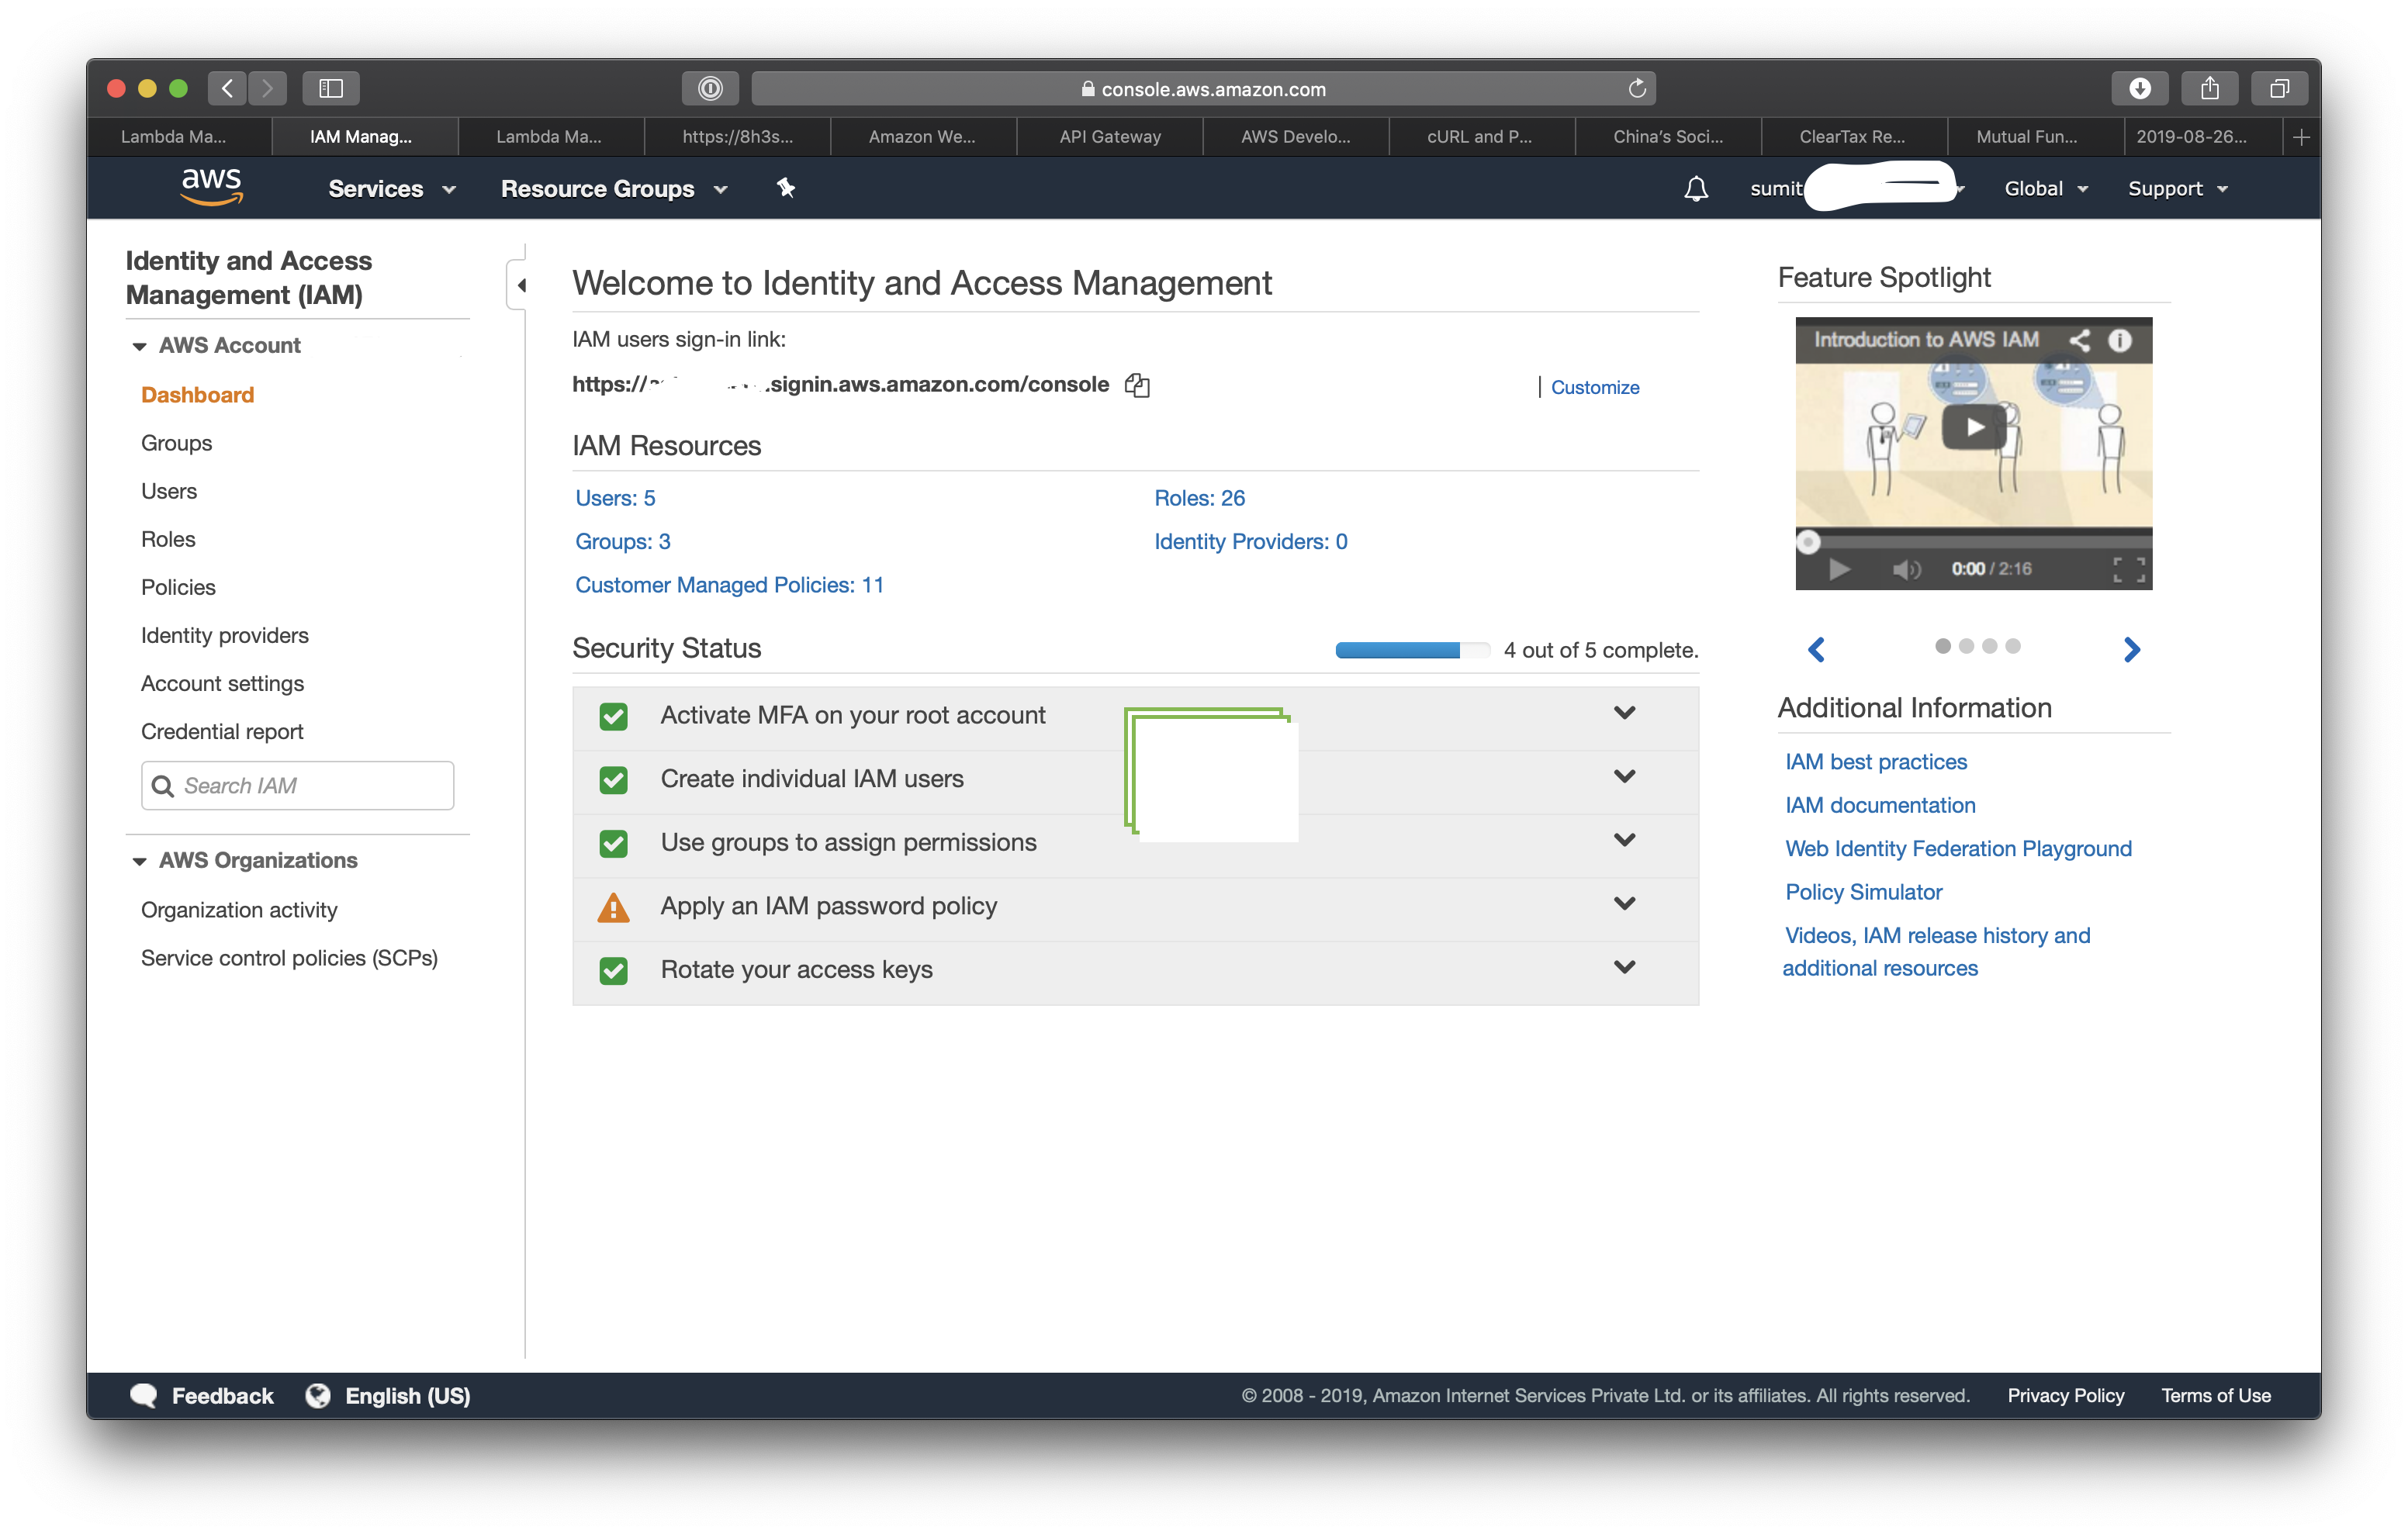 console.aws.amazon.com
Lambda Ma...
IAM Manag...
Lambda Ma...
https://8h3s...
Amazon We...
API Gateway
AWS Develo...
cURL and P...
China's Soci...
ClearTax Re...
Mutual Fun...
2019-08-26...
aws
Services
Resource Groups
sumit
Global
Support
Identity and Access
Management (IAM)
AWS Account
Dashboard
Groups
Users
Roles
Policies
Identity providers
Account settings
Credential report
Search IAM
AWS Organizations
Organization activity
Service control policies (SCPs)
Welcome to Identity and Access Management
IAM users sign-in link:
https:// .signin.aws.amazon.com/console
Customize
IAM Resources
Users: 5
Roles: 26
Groups: 3
Identity Providers: 0
Customer Managed Policies: 11
Security Status
4 out of 5 complete.
Activate MFA on your root account
Create individual IAM users
Use groups to assign permissions
Apply an IAM password policy
Rotate your access keys
Feature Spotlight
Introduction to AWS IAM
0:00 / 2:16
Additional Information
IAM best practices
IAM documentation
Web Identity Federation Playground
Policy Simulator
Videos, IAM release history and
additional resources
Feedback
English (US)
© 2008 - 2019, Amazon Internet Services Private Ltd. or its affiliates. All rights reserved.
Privacy Policy
Terms of Use